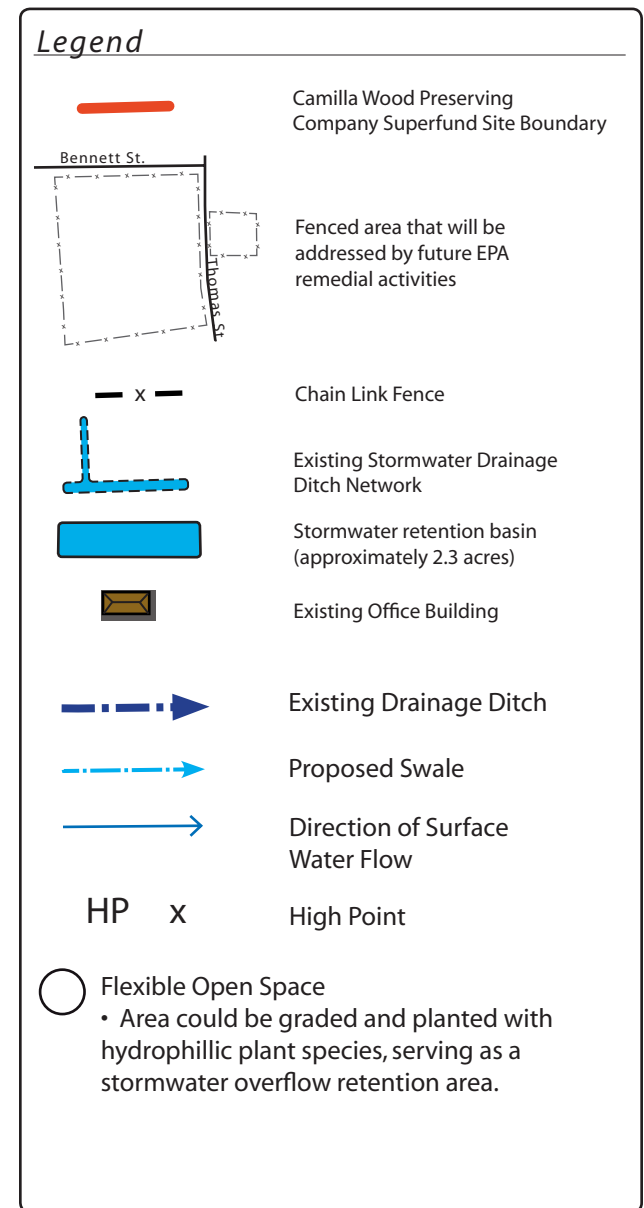 Legend
Camilla Wood Preserving
Company Superfund Site Boundary
Bennett St.
Thomas St
Fenced area that will be
addressed by future EPA
remedial activities
x
Chain Link Fence
Existing Stormwater Drainage
Ditch Network
Stormwater retention basin
(approximately 2.3 acres)
Existing Office Building
Existing Drainage Ditch
Proposed Swale
Direction of Surface
Water Flow
HP x
High Point
Flexible Open Space
• Area could be graded and planted with
hydrophillic plant species, serving as a
stormwater overflow retention area.